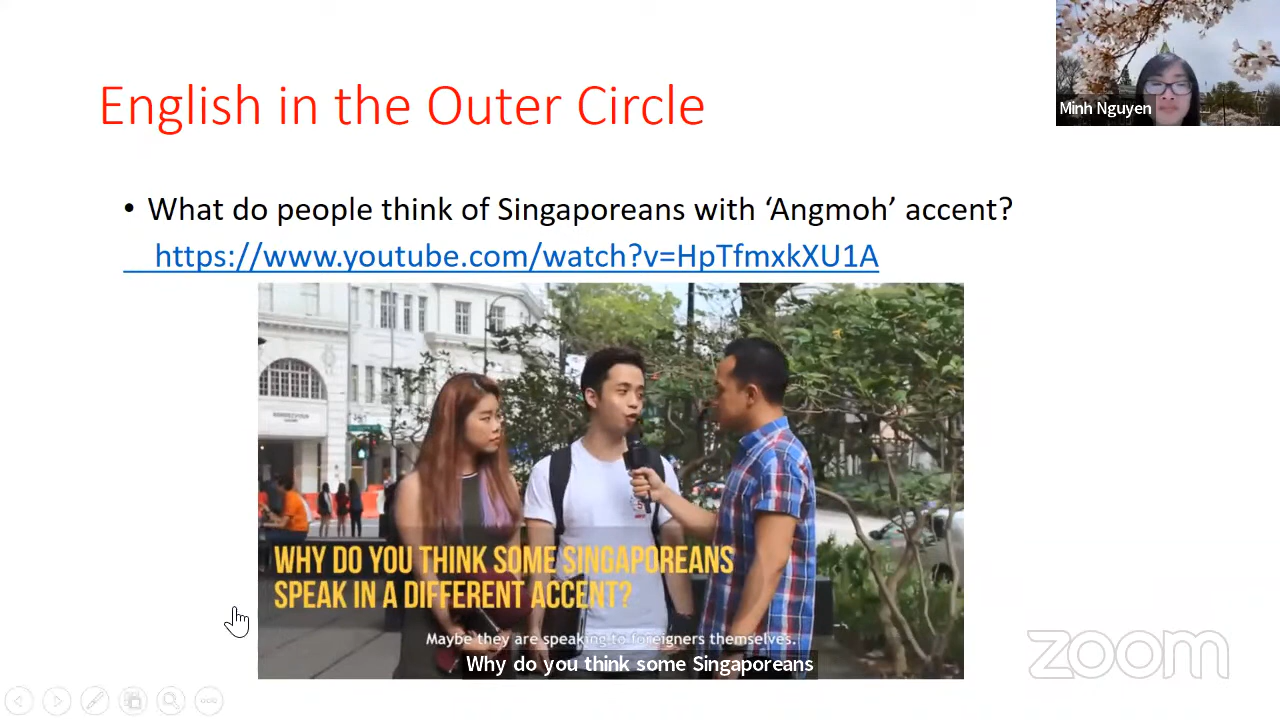 English in the Outer Circle
Minh Nguyen
• What do people think of Singaporeans with ‘Angmoh’ accent?
https://www.youtube.com/watch?v=HpTfmxkXU1A
WHY DO YOU THINK SOME SINGAPOREANS
SPEAK IN A DIFFERENT ACCENT?
Maybe they are speaking to foreigners themselves.
Why do you think some Singaporeans
zoom